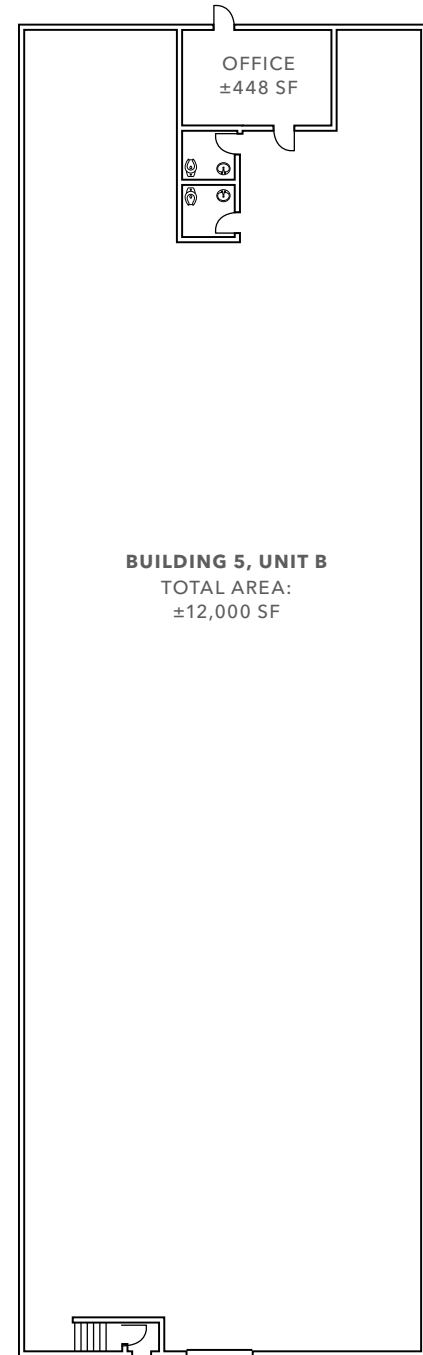 OFFICE
±448 SF
BUILDING 5, UNIT B
TOTAL AREA:
±12,000 SF